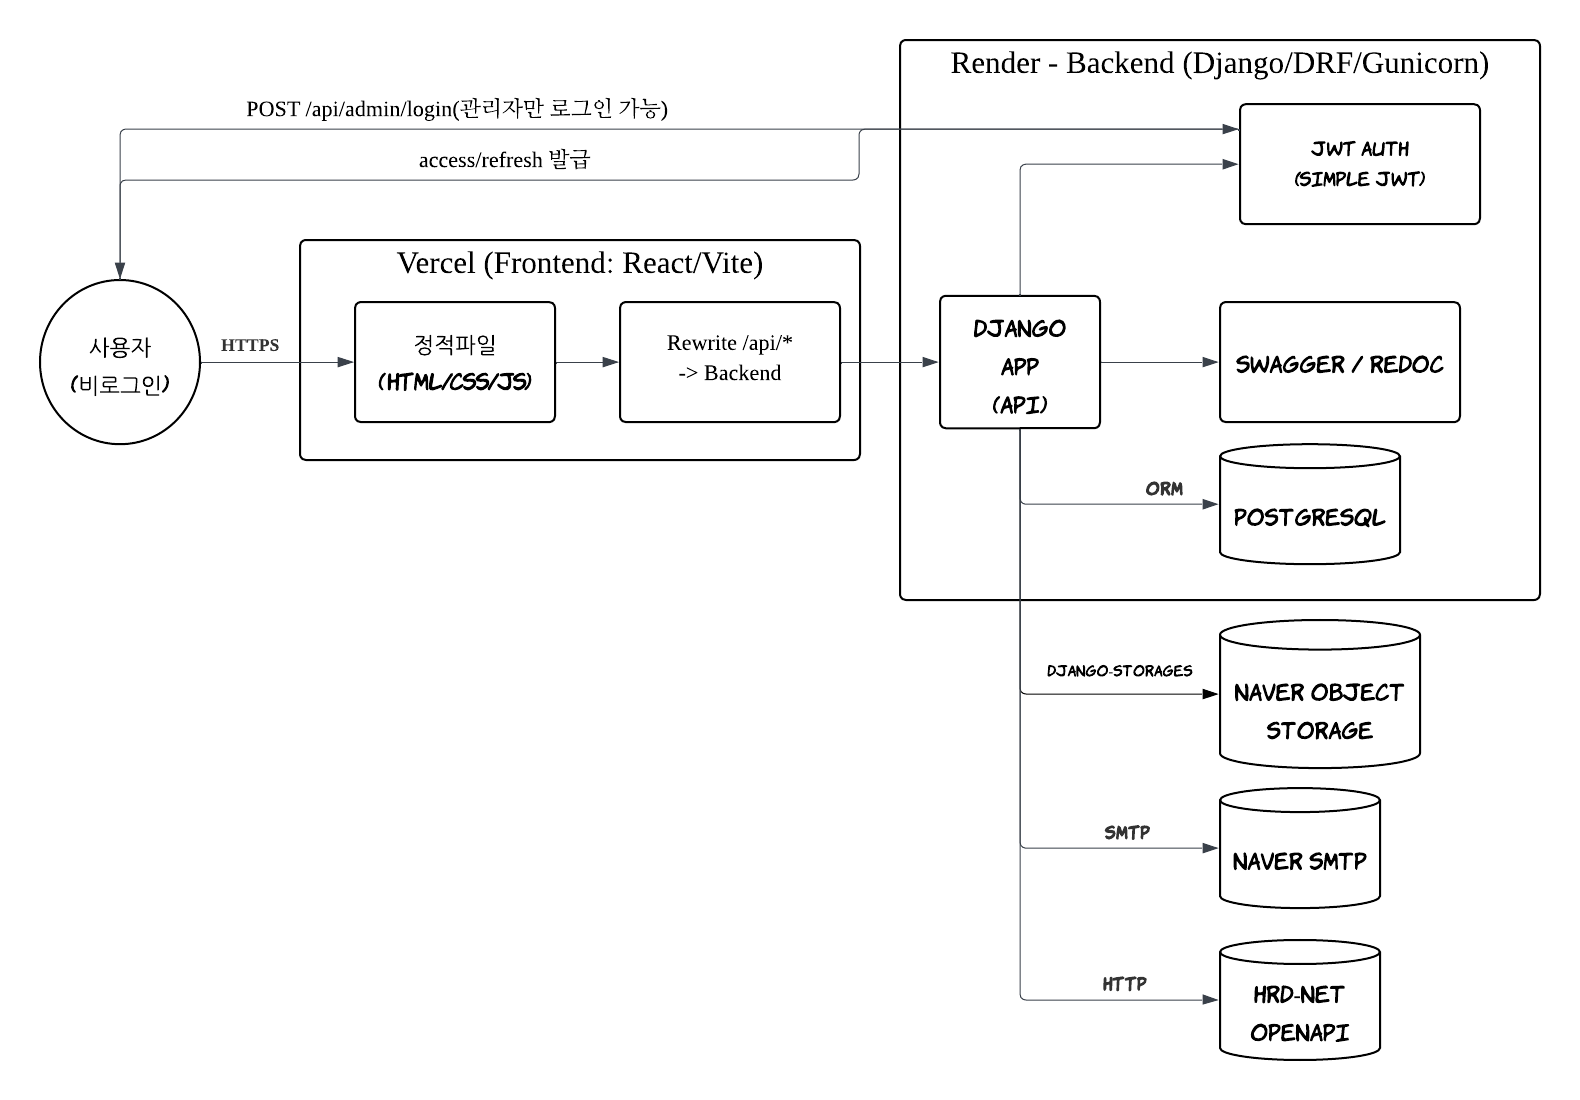 Render - Backend (Django/DRF/Gunicorn)
POST /api/admin/login(관리자만 로그인 가능)
access/refresh 발급
JWT AUTH
(SIMPLE JWT)
Vercel (Frontend: React/Vite)
사용자
(비로그인)
HTTPS
정적파일
(HTML/CSS/JS)
Rewrite /api/*
-> Backend
DJANGO
APP
(API)
SWAGGER / REDOC
ORM
POSTGRESQL
DJANGO-STORAGES
NAVER OBJECT
STORAGE
SMTP
NAVER SMTP
HTTP
HRD-NET
OPENAPI